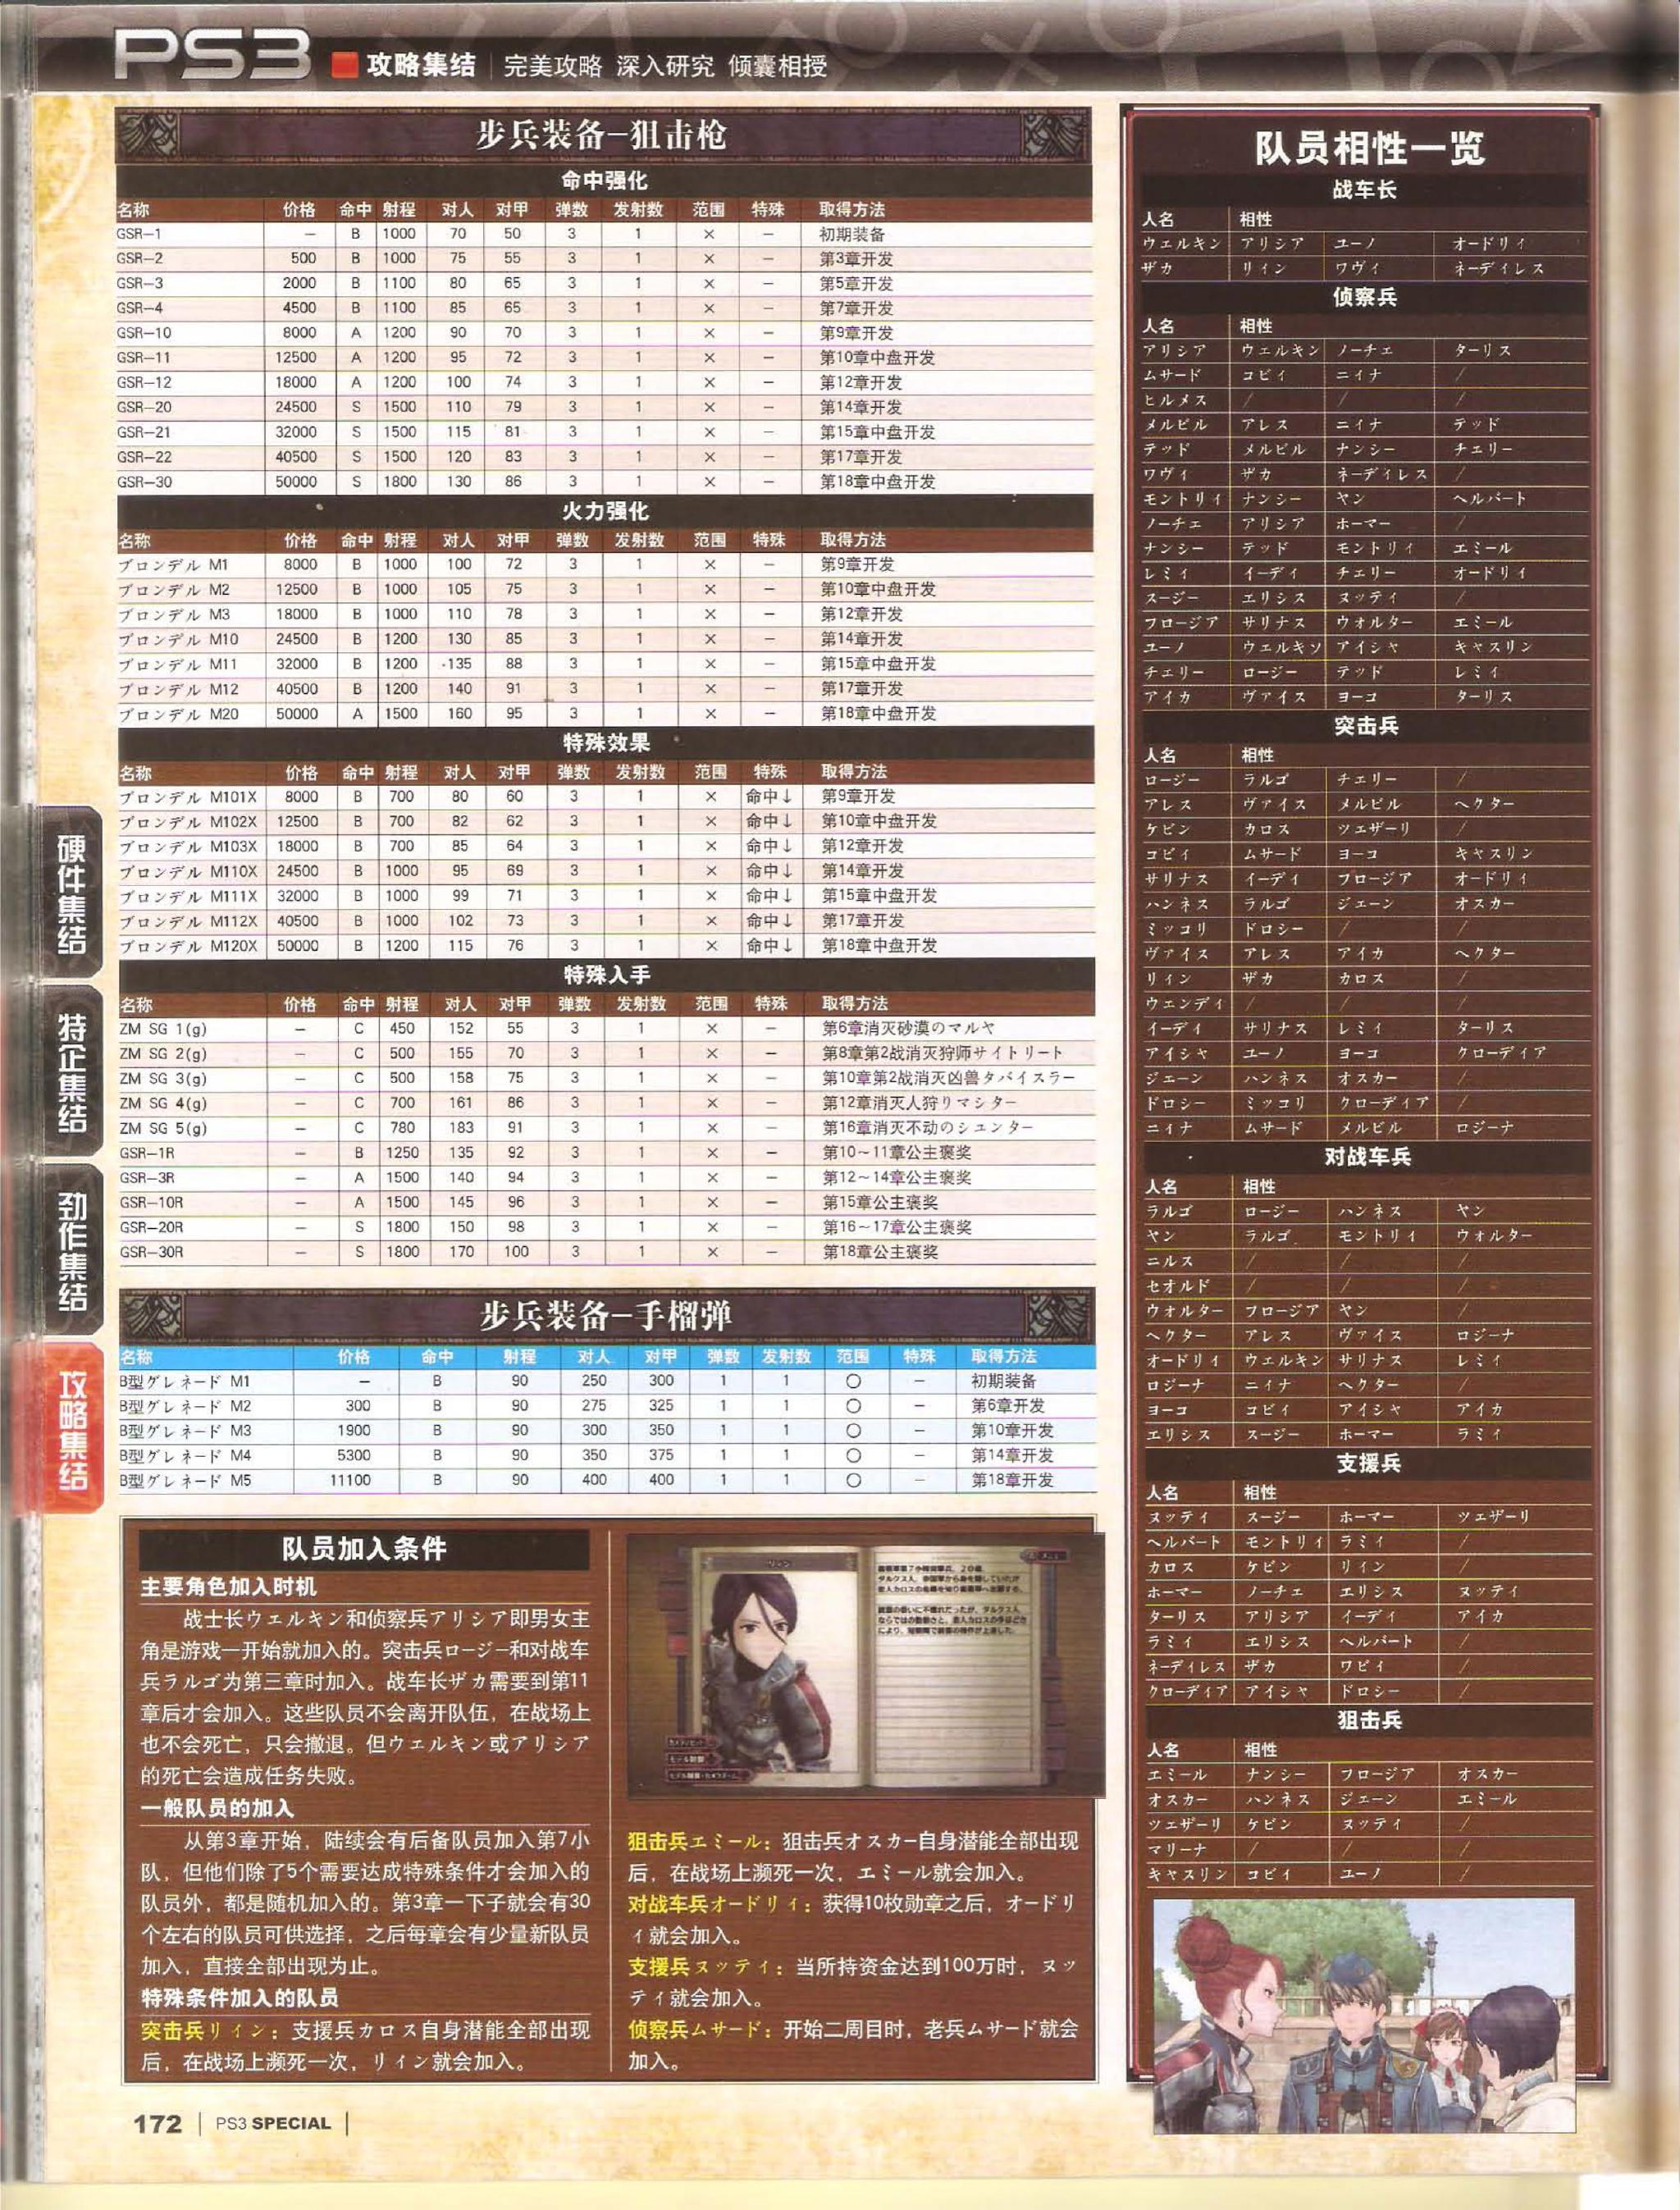 PS3 攻略集结 | 完美攻略 深入研究 倾囊相授
步兵装备-狙击枪
命中强化
名称 价格 命中 射程 对人 对甲 弹数 发射数 范围 特殊 取得方法
GSR-1 - B 1000 70 50 3 1 × - 初期装备
GSR-2 500 B 1000 75 55 3 1 × - 第3章开发
GSR-3 2000 B 1100 80 65 3 1 × - 第5章开发
GSR-4 4500 B 1100 85 65 3 1 × - 第7章开发
GSR-10 8000 A 1200 90 70 3 1 × - 第9章开发
GSR-11 12500 A 1200 95 72 3 1 × - 第10章中盘开发
GSR-12 18000 A 1200 100 74 3 1 × - 第12章开发
GSR-20 24500 S 1500 110 79 3 1 × - 第14章开发
GSR-21 32000 S 1500 115 81 3 1 × - 第15章中盘开发
GSR-22 40500 S 1500 120 83 3 1 × - 第17章开发
GSR-30 50000 S 1800 130 86 3 1 × - 第18章中盘开发
火力强化
名称 价格 命中 射程 对人 对甲 弹数 发射数 范围 特殊 取得方法
ブロンデル M1 8000 B 1000 100 72 3 1 × - 第9章开发
ブロンデル M2 12500 B 1000 105 75 3 1 × - 第10章中盘开发
ブロンデル M3 18000 B 1000 110 78 3 1 × - 第12章开发
ブロンデル M10 24500 B 1200 130 85 3 1 × - 第14章开发
ブロンデル M11 32000 B 1200 135 88 3 1 × - 第15章中盘开发
ブロンデル M12 40500 B 1200 140 91 3 1 × - 第17章开发
ブロンデル M20 50000 A 1500 160 95 3 1 × - 第18章中盘开发
特殊效果
名称 价格 命中 射程 对人 对甲 弹数 发射数 范围 特殊 取得方法
ブロンデル M101X 8000 B 700 80 60 3 1 × 命中↓ 第9章开发
ブロンデル M102X 12500 B 700 82 62 3 1 × 命中↓ 第10章中盘开发
ブロンデル M103X 18000 B 700 85 64 3 1 × 命中↓ 第12章开发
ブロンデル M110X 24500 B 1000 95 69 3 1 × 命中↓ 第14章开发
ブロンデル M111X 32000 B 1000 99 71 3 1 × 命中↓ 第15章中盘开发
ブロンデル M112X 40500 B 1000 102 73 3 1 × 命中↓ 第17章开发
ブロンデル M120X 50000 B 1200 115 76 3 1 × 命中↓ 第18章中盘开发
特殊入手
名称 价格 命中 射程 对人 对甲 弹数 发射数 范围 特殊 取得方法
ZM SG 1(g) - C 450 152 55 3 1 × - 第6章消灭砂漠のマルヤ
ZM SG 2(g) - C 500 155 70 3 1 × - 第8章第2战消灭狩师サイトリート
ZM SG 3(g) - C 500 158 75 3 1 × - 第10章第2战消灭凶兽タバイスラー
ZM SG 4(g) - C 700 161 86 3 1 × - 第12章消灭人狩りマシター
ZM SG 5(g) - C 780 183 91 3 1 × - 第16章消灭不动のシュンター
GSR-1R - B 1250 135 92 3 1 × - 第10~11章公主褒奖
GSR-3R - A 1500 140 94 3 1 × - 第12~14章公主褒奖
GSR-10R - A 1500 145 96 3 1 × - 第15章公主褒奖
GSR-20R - S 1800 150 98 3 1 × - 第16~17章公主褒奖
GSR-30R - S 1800 170 100 3 1 × - 第18章公主褒奖
步兵装备-手榴弹
名称 价格 命中 射程 对人 对甲 弹数 发射数 范围 特殊 取得方法
B型グレネード M1 - B 90 250 300 1 1 ○ - 初期装备
B型グレネード M2 300 B 90 275 325 1 1 ○ - 第6章开发
B型グレネード M3 1900 B 90 300 350 1 1 ○ - 第10章开发
B型グレネード M4 5300 B 90 350 375 1 1 ○ - 第14章开发
B型グレネード M5 11100 B 90 400 400 1 1 ○ - 第18章开发
队员加入条件
主要角色加入时机
战士长ウェルキン和侦察兵アリシア即男女主
角是游戏一开始就加入的。突击兵ロージー和对战车
兵ラルゴ为第三章时加入。战车长ザカ需要到第11
章后才会加入。这些队员不会离开队伍，在战场上
也不会死亡，只会撤退。但ウェルキン或アリシア
的死亡会造成任务失败。
一般队员的加入
从第3章开始，陆续会有后备队员加入第7小
队，但他们除了5个需要达成特殊条件才会加入的
队员外，都是随机加入的。第3章一下子就会有30
个左右的队员可供选择，之后每章会有少量新队员
加入，直接全部出现为止。
特殊条件加入的队员
突击兵リィン：支援兵カロス自身潜能全部出现
后，在战场上濒死一次，リィン就会加入。
狙击兵エミール：狙击兵オスカー自身潜能全部出现
后，在战场上濒死一次，エミール就会加入。
对战车兵オードリィ：获得10枚勋章之后，オードリ
ィ就会加入。
支援兵ヌッティ：当所持资金达到100万时，ヌッ
ティ就会加入。
侦察兵ムサード：开始二周目时，老兵ムサード就会
加入。
队员相性一览
战车长
人名 相性
ウェルキン アリシア ユーノ オードリィ
ザカ リィン ワヴィ ネーディレス
侦察兵
人名 相性
アリシア ウェルキン ノーチェ ターリス
ムサード コビィ ニイナ /
ヒルメス / / /
メルビル アレス ニイナ テッド
テッド メルビル ナンシー チェリー
ワヴィ ザカ ネーディレス /
モントリィ ナンシー ヤン ヘルバート
ノーチェ アリシア ホーマー /
ナンシー テッド モントリィ エミール
レミィ イーディ チェリー オードリィ
スージー エリシス ヌッティ /
フロージア サリナス ウォルター エミール
ユーノ ウェルキン アイシャ キャスリン
チェリー ロージー テッド レミィ
アイカ ヴァイス ヨーコ ターリス
突击兵
人名 相性
ロージー ラルゴ チェリー /
アレス ヴァイス メルビル ヘクター
ケビン カロス ツェザーリ /
コビィ ムサード ヨーコ キャスリン
サリナス イーディ フロージア オードリィ
ハンネス ラルゴ ジェーン オスカー
ミッコリ ドロシー / /
ヴァイス アレス アイカ ヘクター
リィン ザカ カロス /
ウェンディ / / /
イーディ サリナス レミィ ターリス
アイシャ ユーノ ヨーコ クローディア
ジェーン ハンネス オスカー /
ドロシー ミッコリ クローディア /
ニイナ ムサード メルビル ロジーナ
对战车兵
人名 相性
ラルゴ ロージー ハンネス ヤン
ヤン ラルゴ モントリィ ウォルター
ニルス / / /
セオルド / / /
ウォルター フロージア ヤン /
ヘクター アレス ヴァイス ロジーナ
オードリィ ウェルキン サリナス レミィ
ロジーナ ニイナ ヘクター /
ヨーコ コビィ アイシャ アイカ
エリシス スージー ホーマー ラミィ
支援兵
人名 相性
ヌッティ スージー ホーマー ツェザーリ
ヘルバート モントリィ ラミィ /
カロス ケビン リィン /
ホーマー ノーチェ エリシス ヌッティ
ターリス アリシア イーディ アイカ
ラミィ エリシス ヘルバート /
ネーディレス ザカ ワビィ /
クローディア アイシャ ドロシー /
狙击兵
人名 相性
エミール ナンシー フロージア オスカー
オスカー ハンネス ジェーン エミール
ツェザーリ ケビン ヌッティ /
マリーナ / / /
キャスリン コビィ ユーノ /
硬件集结
特企集结
劲作集结
攻略集结
172 | PS3 SPECIAL |